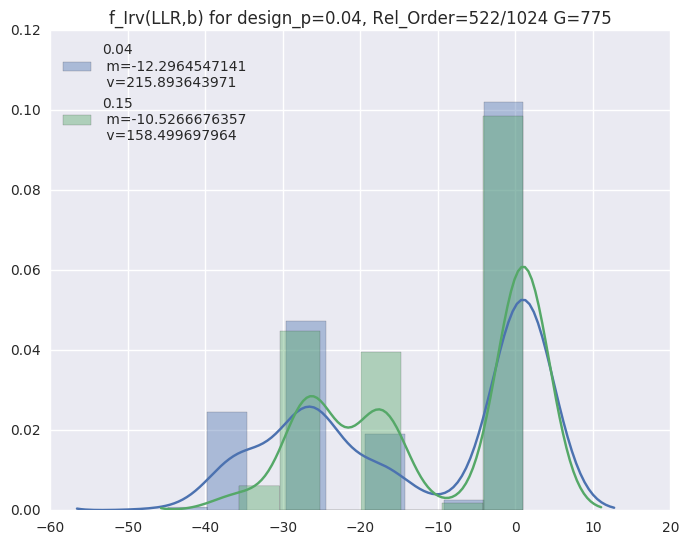 f_Irv(LLR,b) for design_p=0.04, Rel_Order=522/1024 G=775
0.12
0.10
0.08
0.06
0.04
0.02
0.00
0.04
m=-12.2964547141
v=215.893643971
0.15
m=-10.5266676357
v=158.499697964
−60 −50 −40 −30 −20 −10 0 10 20